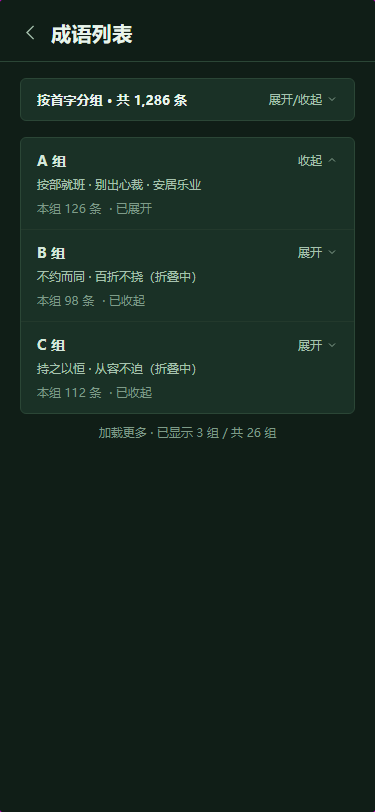 成语列表
按首字分组 • 共 1,286 条 展开/收起
A 组 收起
按部就班 · 别出心裁 · 安居乐业
本组 126 条 · 已展开
B 组 展开
不约而同 · 百折不挠（折叠中）
本组 98 条 · 已收起
C 组 展开
持之以恒 · 从容不迫（折叠中）
本组 112 条 · 已收起
加载更多 · 已显示 3 组 / 共 26 组